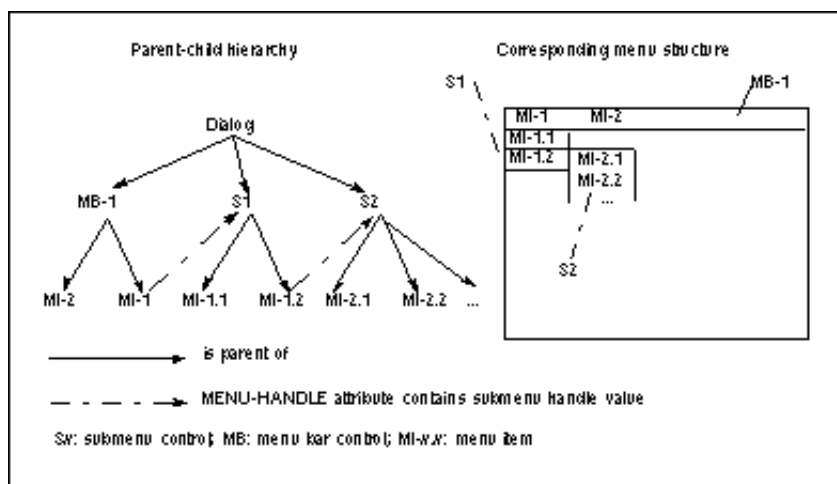 Parent-child hierarchy
Corresponding menu structure
S1
MB-1
Dialog
MI-1 MI-2
MI-1.1
MI-1.2
MI-2.1
MI-2.2
...
S2
MB-1 S1 S2
MI-2 MI-1 MI-1.1 MI-1.2 MI-2.1 MI-2.2 ...
is parent of
MENU-HANDLE attribute contains submenu handle value
Sx: submenu control; MB: menu bar control; MI-x.x: menu item